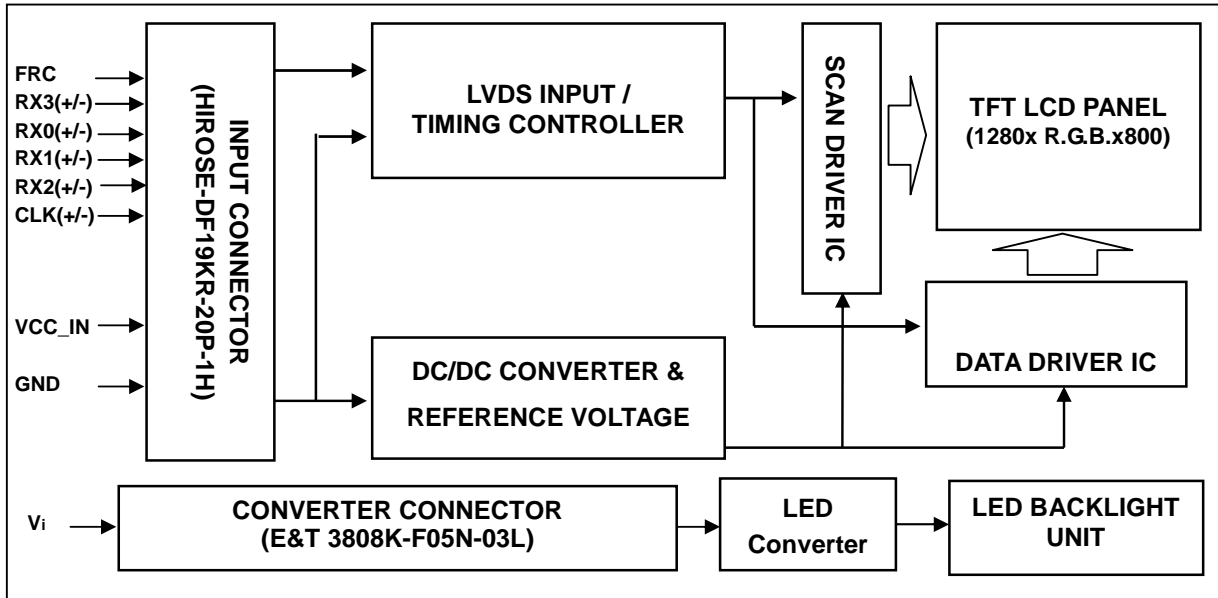 FRC
RX3(+/-)
RX0(+/-)
RX1(+/-)
RX2(+/-)
CLK(+/-)
VCC_IN
GND
INPUT CONNECTOR
(HIROSE-DF19KR-20P-1H)
LVDS INPUT /
TIMING CONTROLLER
DC/DC CONVERTER &
REFERENCE VOLTAGE
SCAN DRIVER IC
TFT LCD PANEL
(1280x R.G.B.x800)
DATA DRIVER IC
Vi
CONVERTER CONNECTOR
(E&T 3808K-F05N-03L)
LED
Converter
LED BACKLIGHT
UNIT